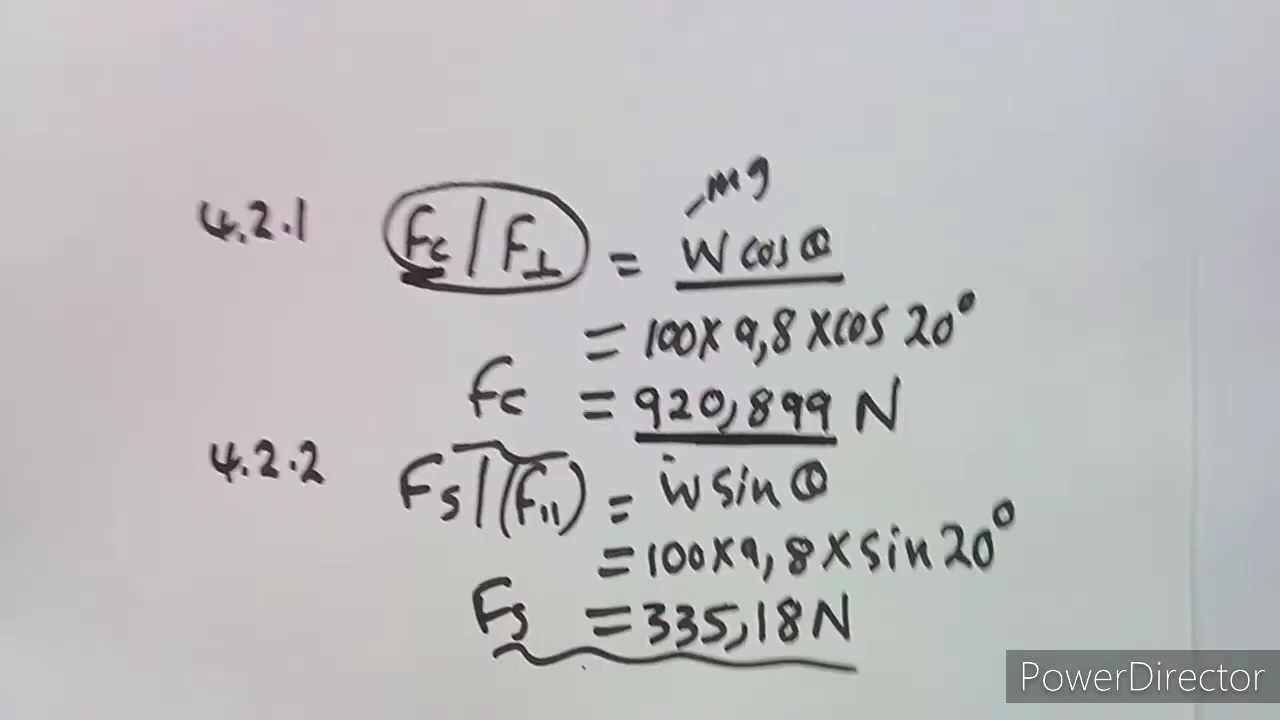 mg
4.2.1 Fc / F⊥ = W cos θ
= 100 x 9,8 x cos 20°
Fc = 920,899 N
4.2.2 Fs / (F||) = W sin θ
= 100 x 9,8 x sin 20°
Fs = 335,18 N
PowerDirector